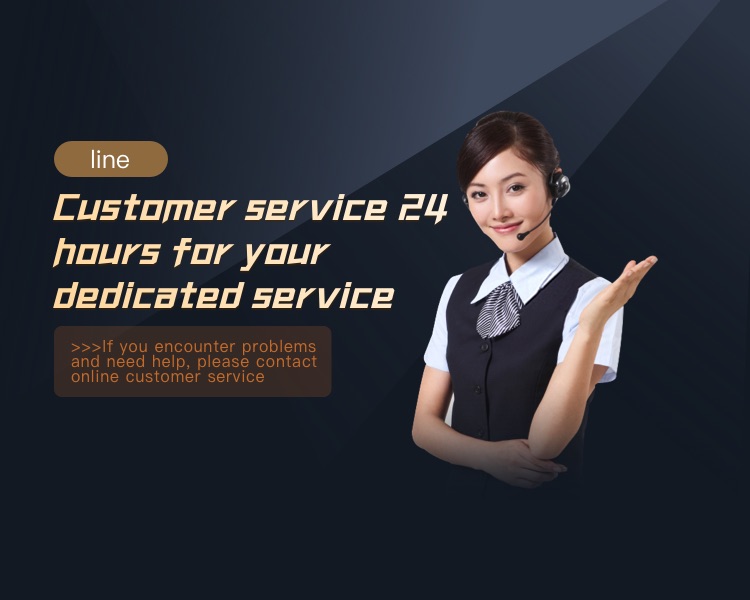 line
Customer service 24
hours for your
dedicated service
>>>If you encounter problems
and need help, please contact
online customer service